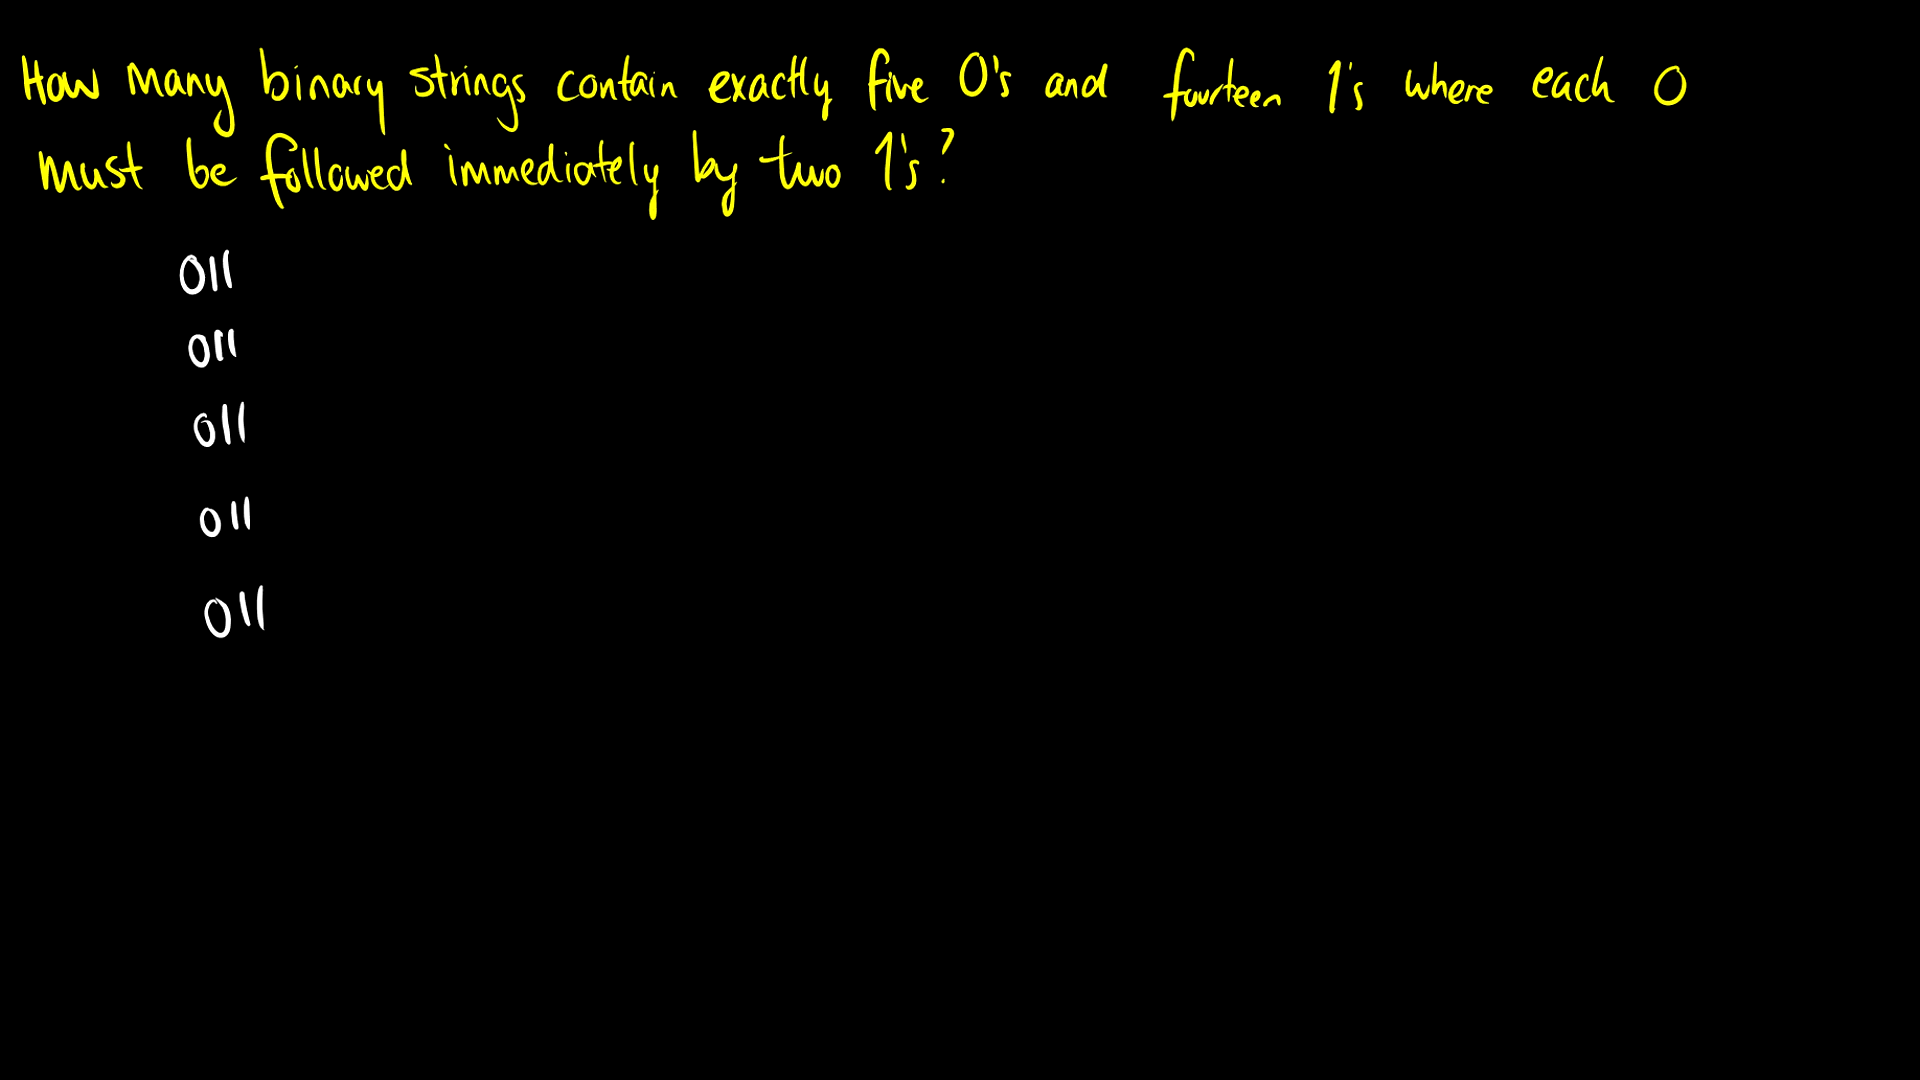 How many binary strings contain exactly five 0's and fourteen 1's where each 0
must be followed immediately by two 1's?
011
011
011
011
011